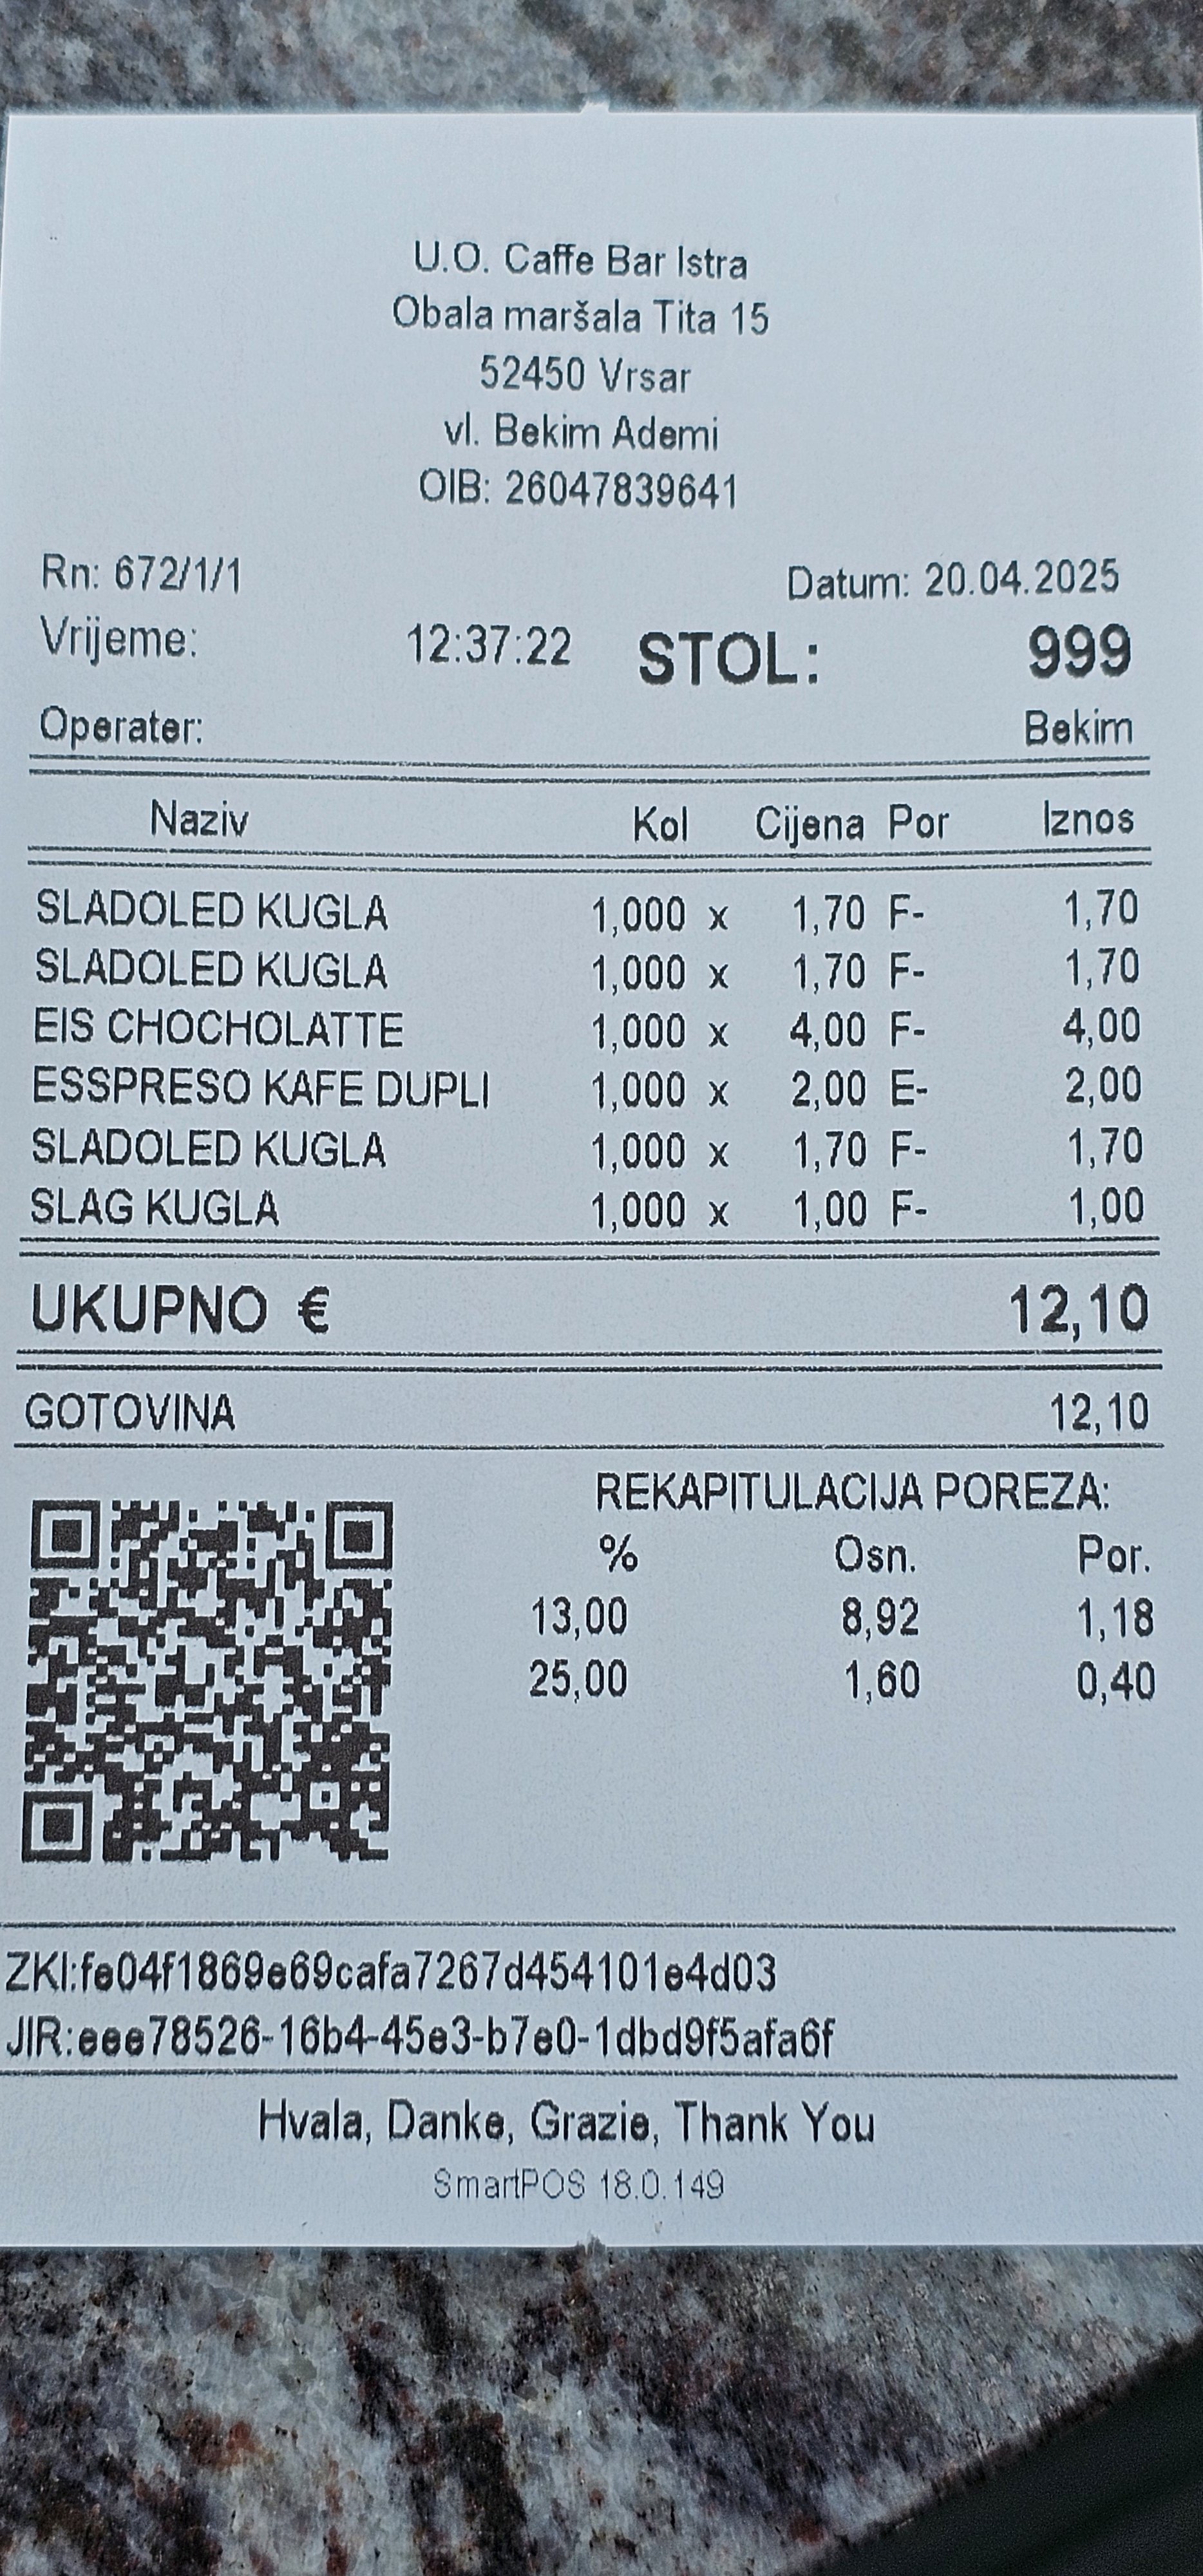 U.O. Caffe Bar Istra
Obala maršala Tita 15
52450 Vrsar
vl. Bekim Ademi
OIB: 26047839641
Rn: 672/1/1 Datum: 20.04.2025
Vrijeme: 12:37:22 STOL: 999
Operater: Bekim
Naziv Kol Cijena Por Iznos
SLADOLED KUGLA 1,000 x 1,70 F- 1,70
SLADOLED KUGLA 1,000 x 1,70 F- 1,70
EIS CHOCHOLATTE 1,000 x 4,00 F- 4,00
ESSPRESO KAFE DUPLI 1,000 x 2,00 E- 2,00
SLADOLED KUGLA 1,000 x 1,70 F- 1,70
SLAG KUGLA 1,000 x 1,00 F- 1,00
UKUPNO € 12,10
GOTOVINA 12,10
REKAPITULACIJA POREZA:
% Osn. Por.
13,00 8,92 1,18
25,00 1,60 0,40
ZKI:fe04f1869e69cafa7267d454101e4d03
JIR:eee78526-16b4-45e3-b7e0-1dbd9f5afa6f
Hvala, Danke, Grazie, Thank You
SmartPOS 18.0.149